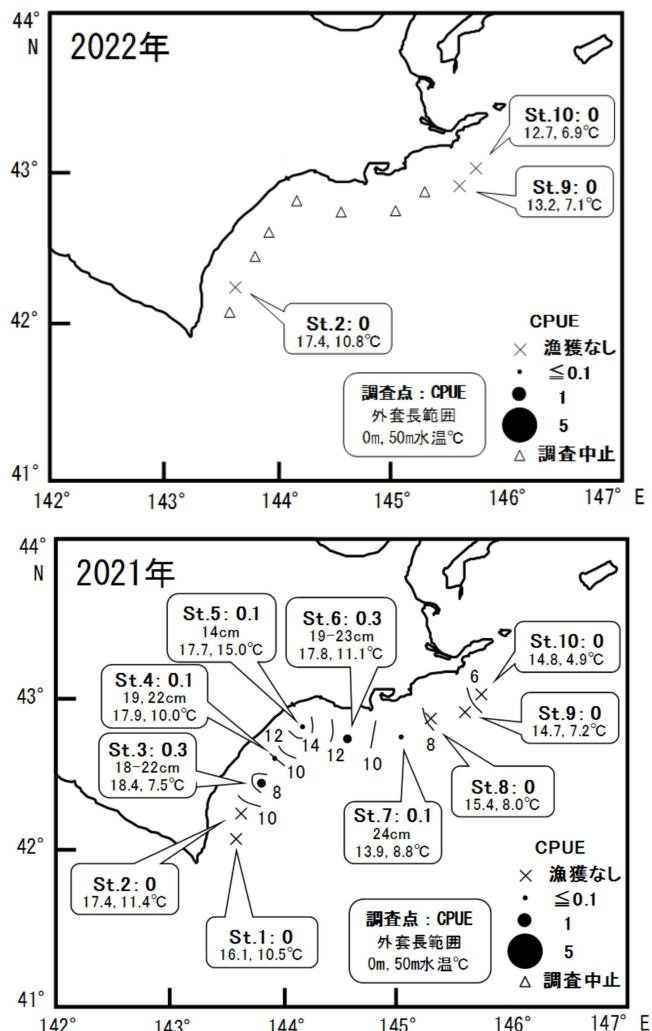 44°
N
2022年
St.10: 0
12.7, 6.9℃
43°
St.9: 0
13.2, 7.1℃
42°
St.2: 0
17.4, 10.8℃
CPUE
漁獲なし
≦0.1
1
5
調査中止
調査点：CPUE
外套長範囲
0m, 50m水温℃
41°
142°
143°
144°
145°
146°
147°
E
44°
N
2021年
St.5: 0.1
14cm
17.7, 15.0℃
St.6: 0.3
19-23cm
17.8, 11.1℃
St.10: 0
14.8, 4.9℃
St.4: 0.1
19, 22cm
17.9, 10.0℃
43°
6
St.9: 0
14.7, 7.2℃
12
14
12
10
10
8
St.3: 0.3
18-22cm
18.4, 7.5℃
8
10
St.8: 0
15.4, 8.0℃
St.7: 0.1
24cm
13.9, 8.8℃
42°
St.2: 0
17.4, 11.4℃
St.1: 0
16.1, 10.5℃
CPUE
漁獲なし
≦0.1
1
5
調査中止
調査点：CPUE
外套長範囲
0m, 50m水温℃
41°
142°
143°
144°
145°
146°
147°
E